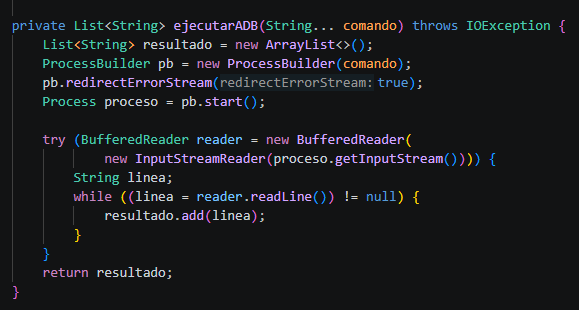 private List<String> ejecutarADB(String... comando) throws IOException {
    List<String> resultado = new ArrayList<>();
    ProcessBuilder pb = new ProcessBuilder(comando);
    pb.redirectErrorStream(redirectErrorStream: true);
    Process proceso = pb.start();

    try (BufferedReader reader = new BufferedReader(
            new InputStreamReader(proceso.getInputStream()))) {
        String linea;
        while ((linea = reader.readLine()) != null) {
            resultado.add(linea);
        }
    }
    return resultado;
}